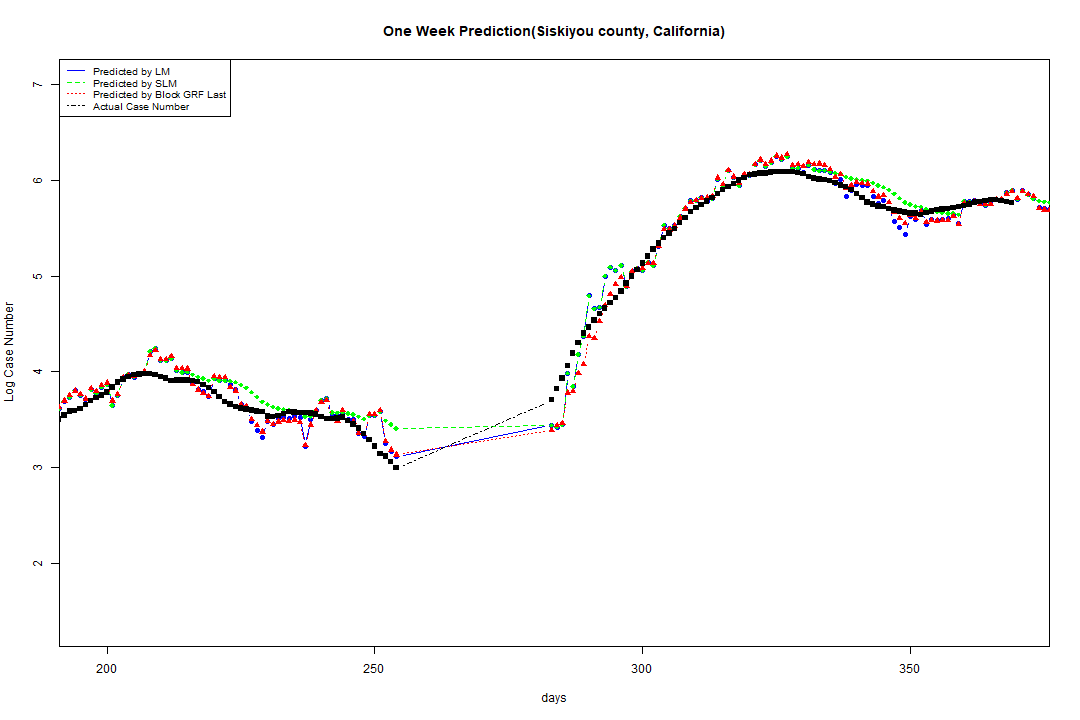 One Week Prediction(Siskiyou county, California)
Predicted by LM
Predicted by SLM
Predicted by Block GRF Last
Actual Case Number
7
6
5
4
3
2
Log Case Number
200
250
300
350
days